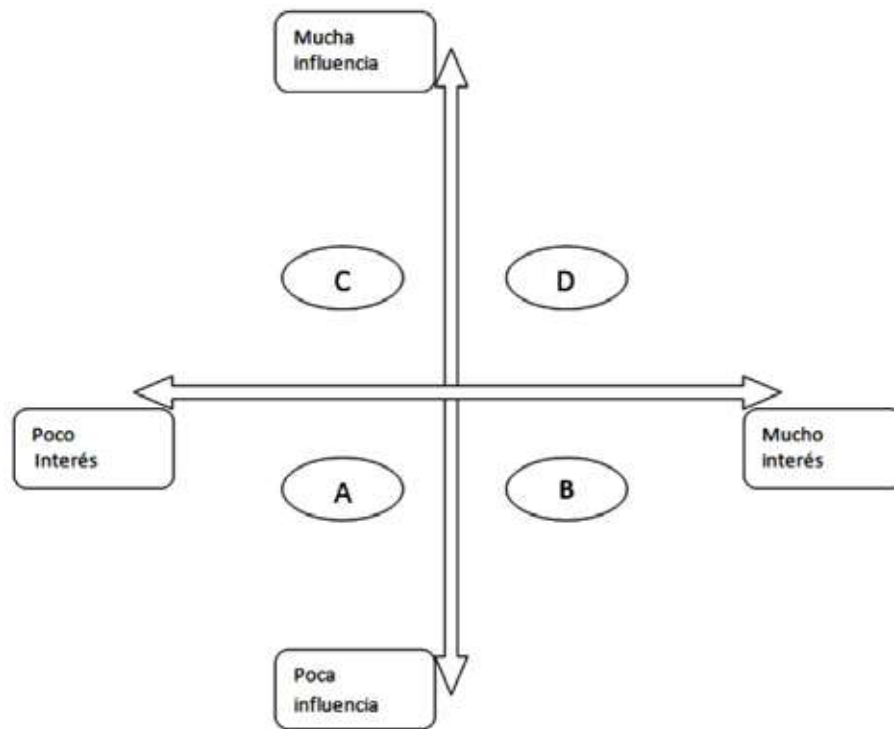 Mucha
influencia
C
D
Poco
Interés
Mucho
interés
A
B
Poca
influencia